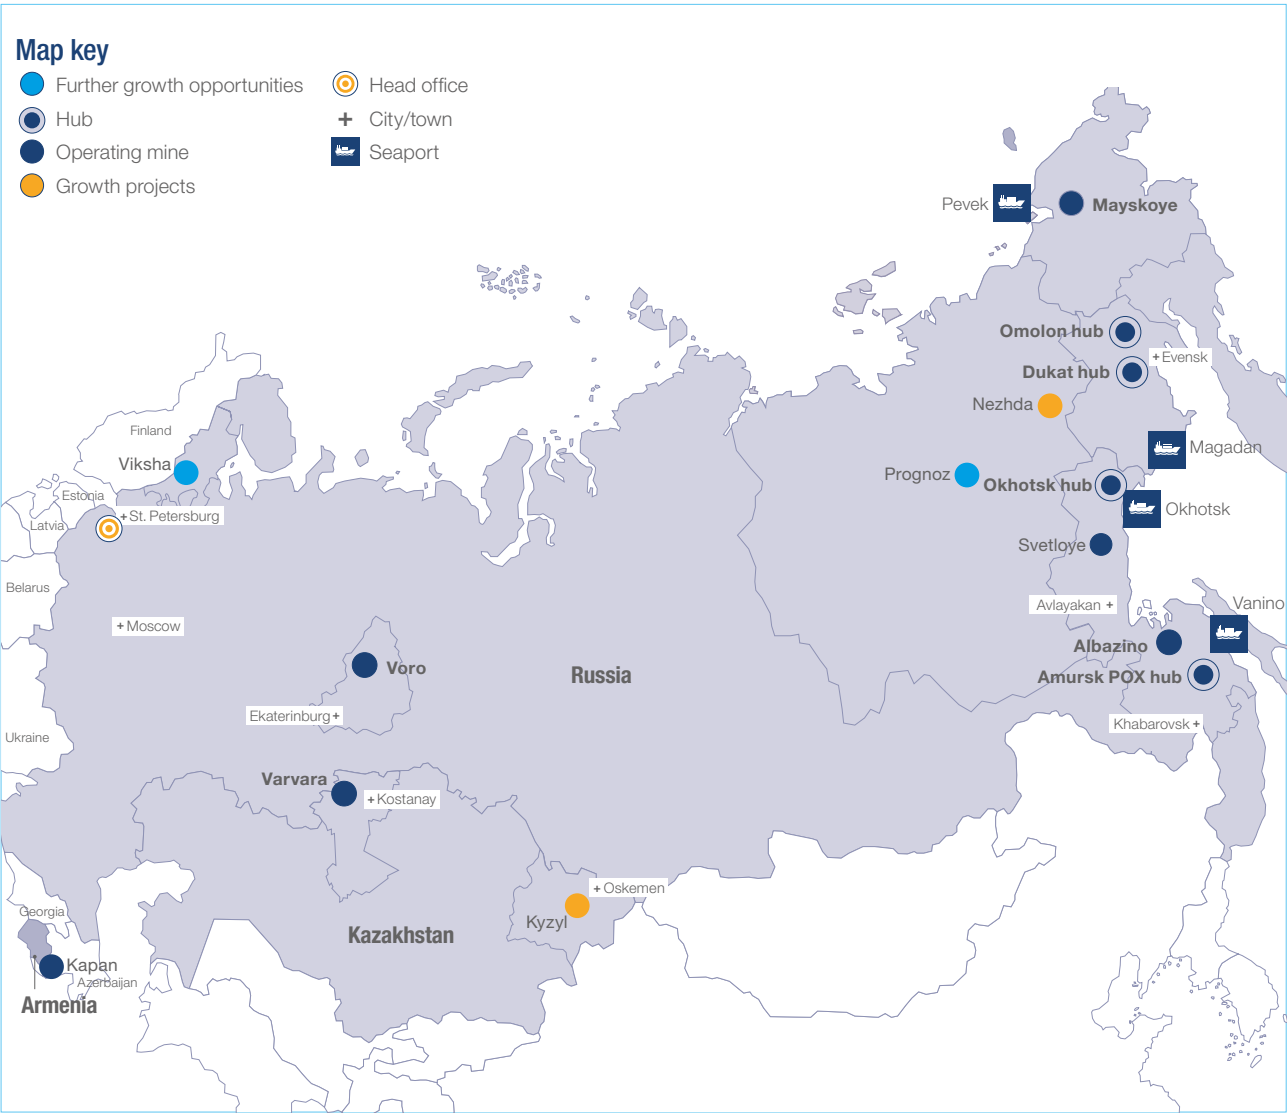 Map key
Further growth opportunities
Hub
Operating mine
Growth projects
Head office
+ City/town
Seaport
Pevek
Mayskoye
Omolon hub
+ Evensk
Dukat hub
Nezhda
Finland
Magadan
Viksha
Prognoz
Okhotsk hub
Estonia
Okhotsk
+ St. Petersburg
Latvia
Svetloye
Belarus
Avlayakan +
Vanino
+ Moscow
Albazino
Voro
Russia
Amursk POX hub
Ekaterinburg +
Khabarovsk +
Ukraine
Varvara
+ Kostanay
+ Oskemen
Georgia
Kyzyl
Kazakhstan
Kapan
Azerbaijan
Armenia